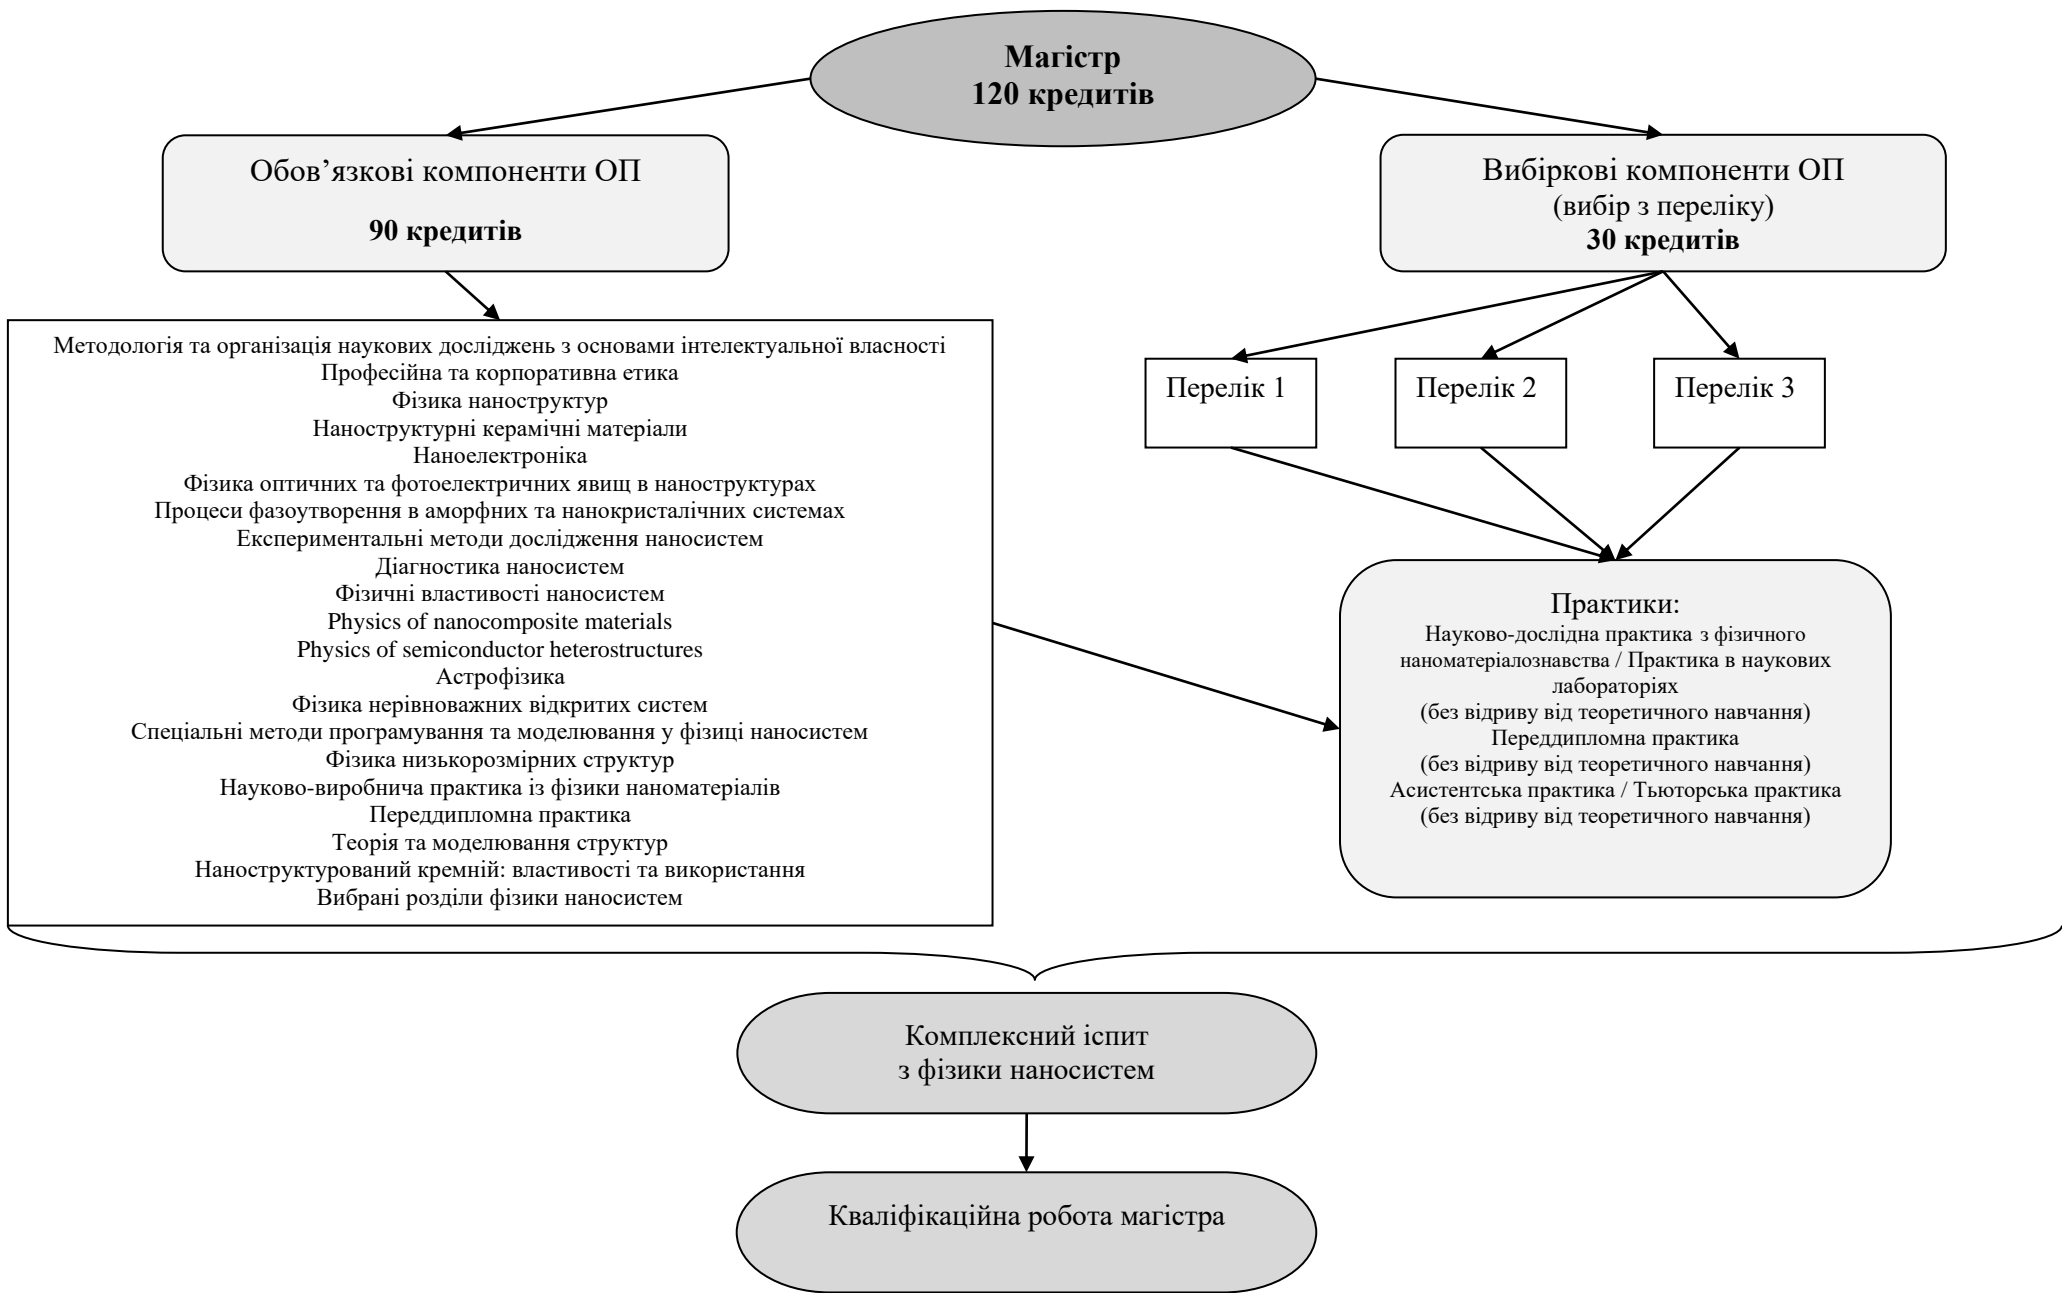 Магістр
120 кредитів
Обов’язкові компоненти ОП
90 кредитів
Вибіркові компоненти ОП
(вибір з переліку)
30 кредитів
Методологія та організація наукових досліджень з основами інтелектуальної власності
Професійна та корпоративна етика
Фізика наноструктур
Наноструктурні керамічні матеріали
Наноелектроніка
Фізика оптичних та фотоелектричних явищ в наноструктурах
Процеси фазоутворення в аморфних та нанокристалічних системах
Експериментальні методи дослідження наносистем
Діагностика наносистем
Фізичні властивості наносистем
Physics of nanocomposite materials
Physics of semiconductor heterostructures
Астрофізика
Фізика нерівноважних відкритих систем
Спеціальні методи програмування та моделювання у фізиці наносистем
Фізика низькорозмірних структур
Науково-виробнича практика із фізики наноматеріалів
Переддипломна практика
Теорія та моделювання структур
Наноструктурований кремній: властивості та використання
Вибрані розділи фізики наносистем
Перелік 1
Перелік 2
Перелік 3
Практики:
Науково-дослідна практика з фізичного
наноматеріалознавства / Практика в наукових
лабораторіях
(без відриву від теоретичного навчання)
Переддипломна практика
(без відриву від теоретичного навчання)
Асистентська практика / Тьюторська практика
(без відриву від теоретичного навчання)
Комплексний іспит
з фізики наносистем
Кваліфікаційна робота магістра